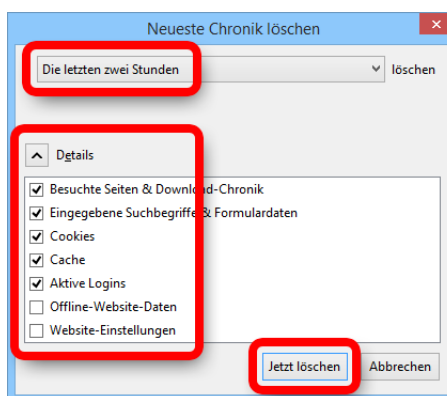 Neueste Chronik löschen
Die letzten zwei Stunden löschen
Details
Besuchte Seiten & Download-Chronik
Eingegebene Suchbegriffe & Formulardaten
Cookies
Cache
Aktive Logins
Offline-Website-Daten
Website-Einstellungen
Jetzt löschen Abbrechen